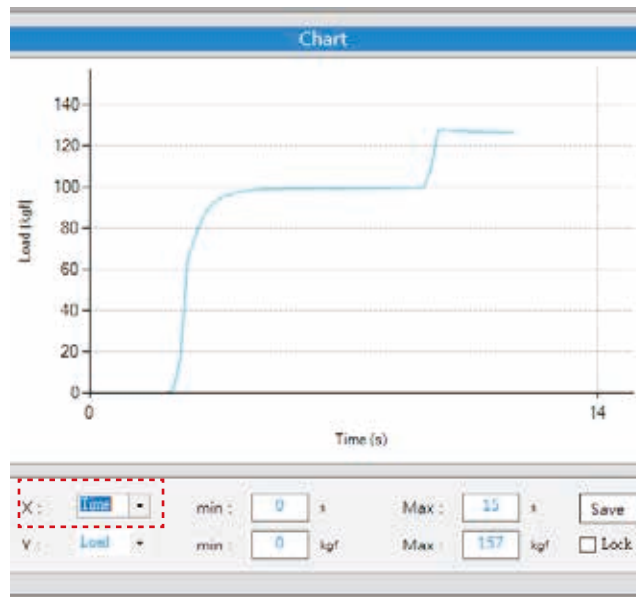 Chart
140
120
100
80
60
40
20
0
Load [kgf]
0 14
Time (s)
X : Time min : 0 s Max : 15 s Save
Y : Load min : 0 kgf Max : 157 kgf Lock